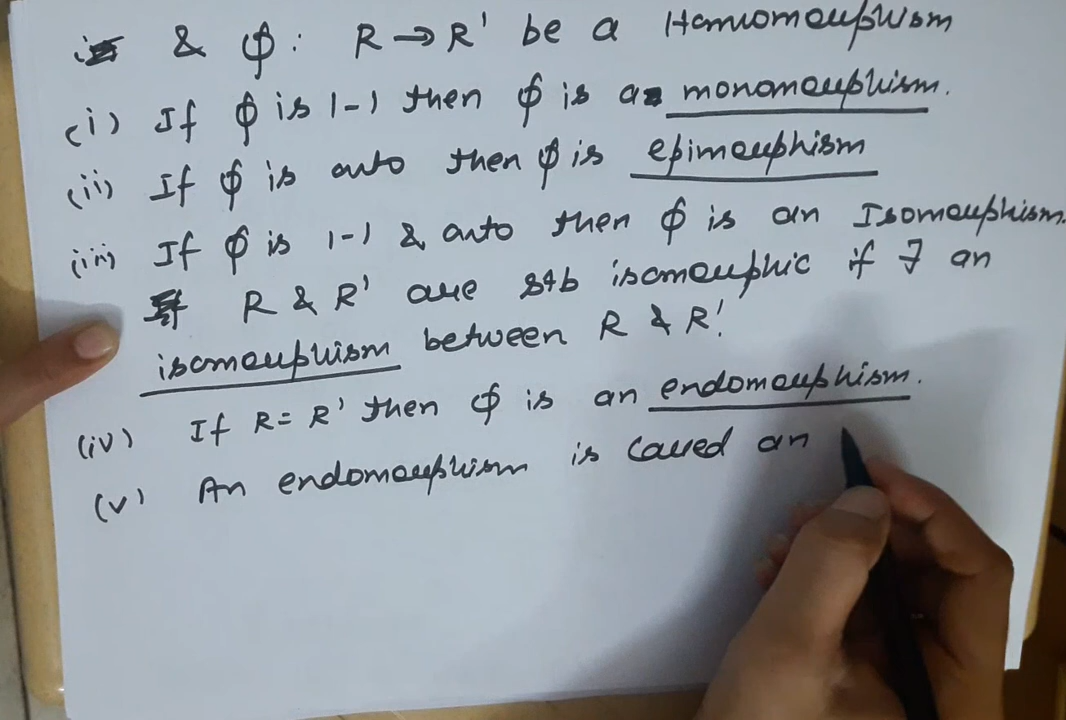 & φ: R → R' be a Homomorphism
(i) If φ is 1-1 then φ is a monomorphism.
(ii) If φ is onto then φ is epimorphism
(iii) If φ is 1-1 & onto then φ is an Isomorphism.
R & R' are stb isomorphic if ∃ an
isomorphism between R & R'.
(iv) If R = R' then φ is an endomorphism.
(v) An endomorphism is called an